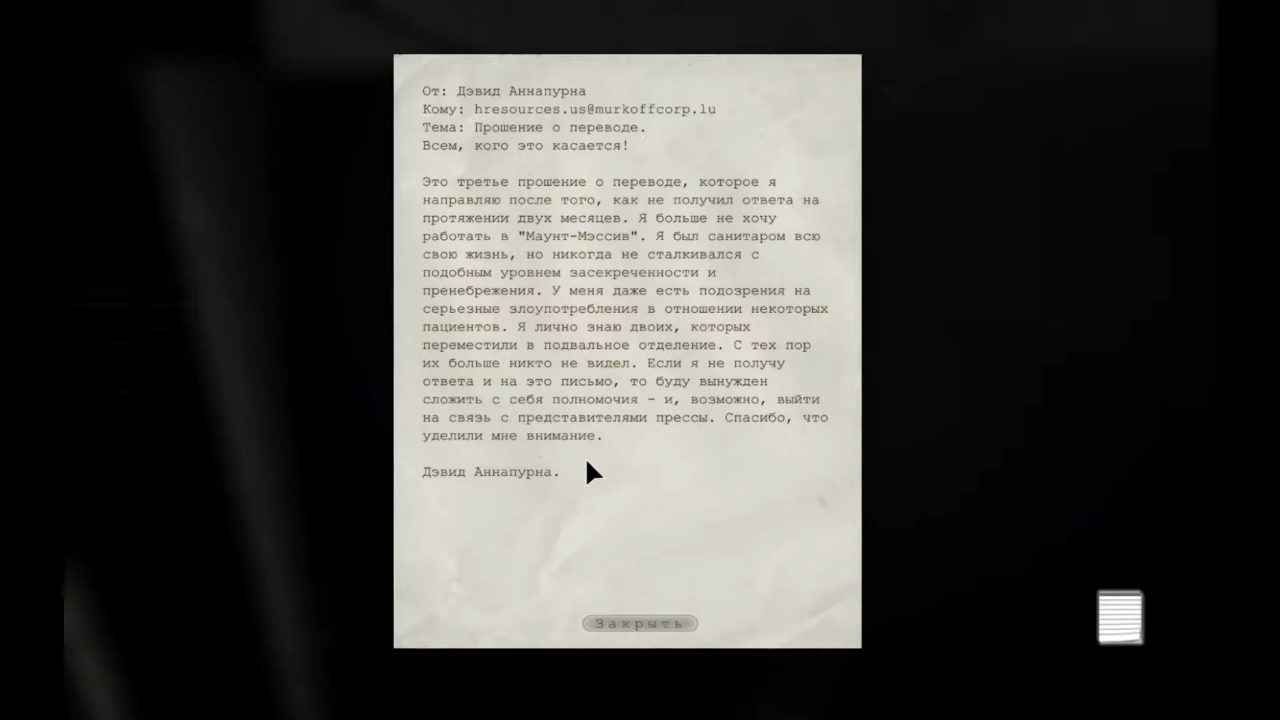 От: Дэвид Аннапурна
Кому: hresources.us@murkoffcorp.lu
Тема: Прошение о переводе.
Всем, кого это касается!
Это третье прошение о переводе, которое я
направляю после того, как не получил ответа на
протяжении двух месяцев. Я больше не хочу
работать в "Маунт-Мэссив". Я был санитаром всю
свою жизнь, но никогда не сталкивался с
подобным уровнем засекреченности и
пренебрежения. У меня даже есть подозрения на
серьезные злоупотребления в отношении некоторых
пациентов. Я лично знаю двоих, которых
переместили в подвальное отделение. С тех пор
их больше никто не видел. Если я не получу
ответа и на это письмо, то буду вынужден
сложить с себя полномочия - и, возможно, выйти
на связь с представителями прессы. Спасибо, что
уделили мне внимание.
Дэвид Аннапурна.
Закрыть